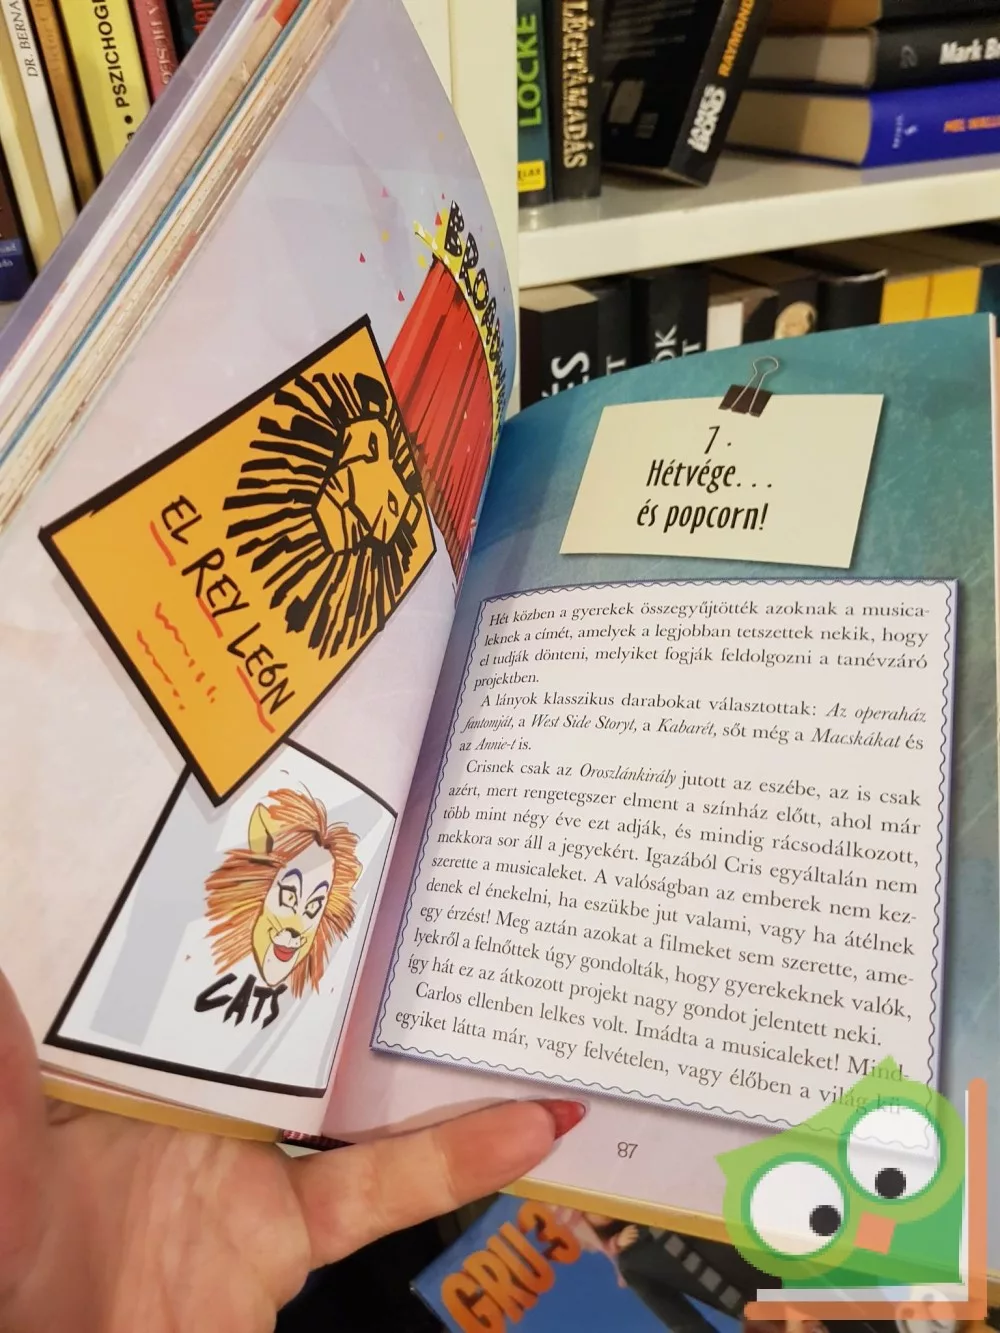 DR. BERNA
PSZICHOGR
LOCKE
LÉGITÁMADÁS
RAYMOND
Mark B
BROADWAY
EL REY LEÓN
CATS
7.
Hétvége...
és popcorn!
Hét közben a gyerekek összegyűjtötték azoknak a musica-
leknek a címét, amelyek a legjobban tetszettek nekik, hogy
el tudják dönteni, melyiket fogják feldolgozni a tanévzáró
projektben.
A lányok klasszikus darabokat választottak: Az operaház
fantomját, a West Side Storyt, a Kabarét, sőt még a Macskákat és
az Annie-t is.
Crisnek csak az Oroszlánkirály jutott az eszébe, az is csak
azért, mert rengetegszer elment a színház előtt, ahol már
több mint négy éve ezt adják, és mindig rácsodálkozott,
mekkora sor áll a jegyekért. Igazából Cris egyáltalán nem
szerette a musicaleket. A valóságban az emberek nem kez-
denek el énekelni, ha eszükbe jut valami, vagy ha átélnek
egy érzést! Meg aztán azokat a filmeket sem szerette, ame-
lyekről a felnőttek úgy gondolták, hogy gyerekeknek valók,
így hát ez az átkozott projekt nagy gondot jelentett neki.
Carlos ellenben lelkes volt. Imádta a musicaleket! Mind-
egyiket látta már, vagy felvételen, vagy élőben a világ kü-
87
GRU 3